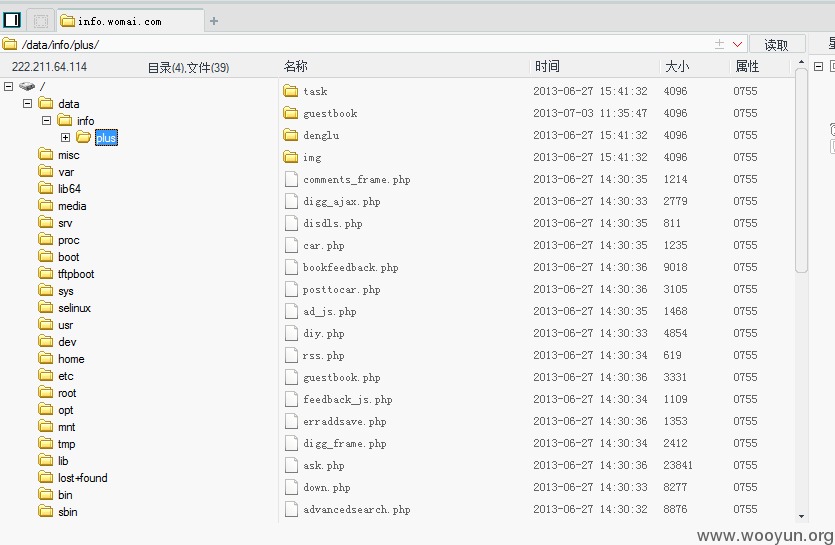 info.womai.com
/data/info/plus/
读取
222.211.64.114
目录(4),文件(39)
名称
时间
大小
属性
/
data
info
plus
misc
var
lib64
media
srv
proc
boot
tftpboot
sys
selinux
usr
dev
home
etc
root
opt
mnt
tmp
lib
lost+found
bin
sbin
task 2013-06-27 15:41:32 4096 0755
guestbook 2013-07-03 11:35:47 4096 0755
denglu 2013-06-27 15:41:32 4096 0755
img 2013-06-27 15:41:32 4096 0755
comments_frame.php 2013-06-27 14:30:35 1214 0755
digg_ajax.php 2013-06-27 14:30:33 2779 0755
disdls.php 2013-06-27 14:30:35 811 0755
car.php 2013-06-27 14:30:35 1235 0755
bookfeedback.php 2013-06-27 14:30:36 9018 0755
posttocar.php 2013-06-27 14:30:36 3105 0755
ad_js.php 2013-06-27 14:30:35 1468 0755
diy.php 2013-06-27 14:30:33 4854 0755
rss.php 2013-06-27 14:30:34 619 0755
guestbook.php 2013-06-27 14:30:36 3331 0755
feedback_js.php 2013-06-27 14:30:34 1109 0755
erraddsave.php 2013-06-27 14:30:36 1353 0755
digg_frame.php 2013-06-27 14:30:34 2412 0755
ask.php 2013-06-27 14:30:36 23841 0755
down.php 2013-06-27 14:30:33 8277 0755
advancedsearch.php 2013-06-27 14:30:32 8876 0755
www.wooyun.org